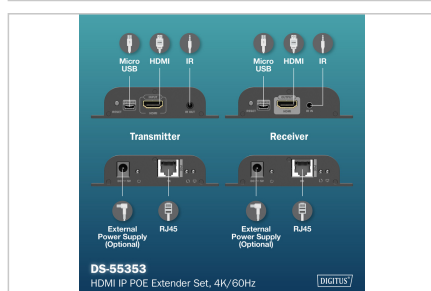 Micro
USB
HDMI
IR
Micro
USB
HDMI
IR
Transmitter
Receiver
External
Power Supply
(Optional)
RJ45
External
Power Supply
(Optional)
RJ45
DS-55353
HDMI IP POE Extender Set, 4K/60Hz
DIGITUS